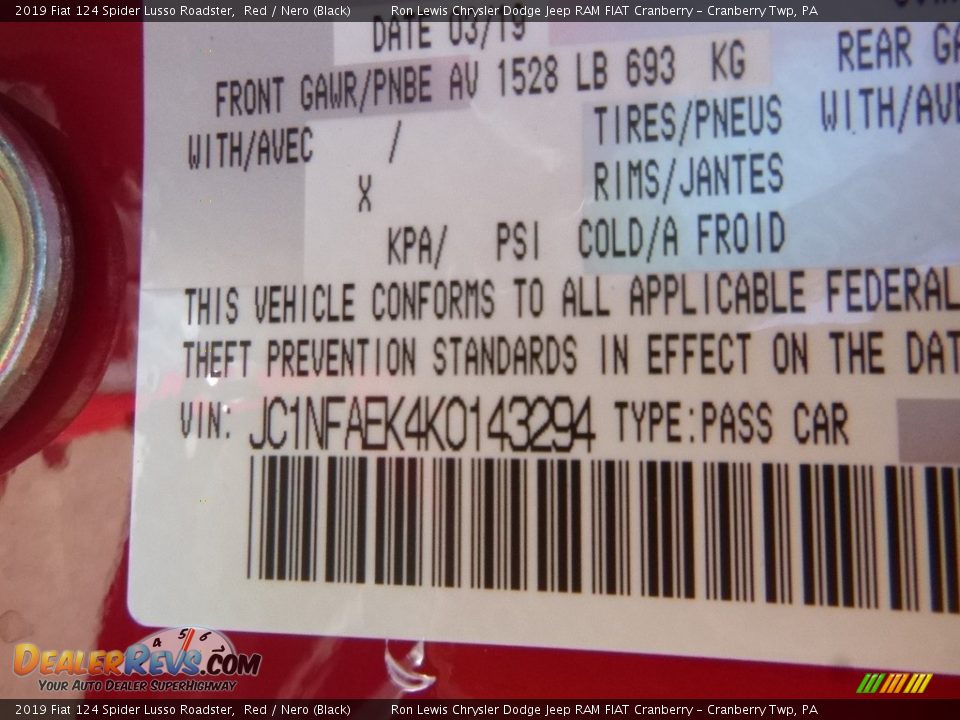 2019 Fiat 124 Spider Lusso Roadster, Red / Nero (Black) Ron Lewis Chrysler Dodge Jeep RAM FIAT Cranberry - Cranberry Twp, PA
DATE 03/19
FRONT GAWR/PNBE AV 1528 LB 693 KG REAR
WITH/AVEC / TIRES/PNEUS
X RIMS/JANTES
KPA/ PSI COLD/A FROID
THIS VEHICLE CONFORMS TO ALL APPLICABLE FEDERAL
THEFT PREVENTION STANDARDS IN EFFECT ON THE
VIN: JC1NFAEK4K0143294 TYPE:PASS CAR
4 5 6
DEALERREVS.COM
YOUR AUTO DEALER SUPERHIGHWAY
2019 Fiat 124 Spider Lusso Roadster, Red / Nero (Black) Ron Lewis Chrysler Dodge Jeep RAM FIAT Cranberry - Cranberry Twp, PA